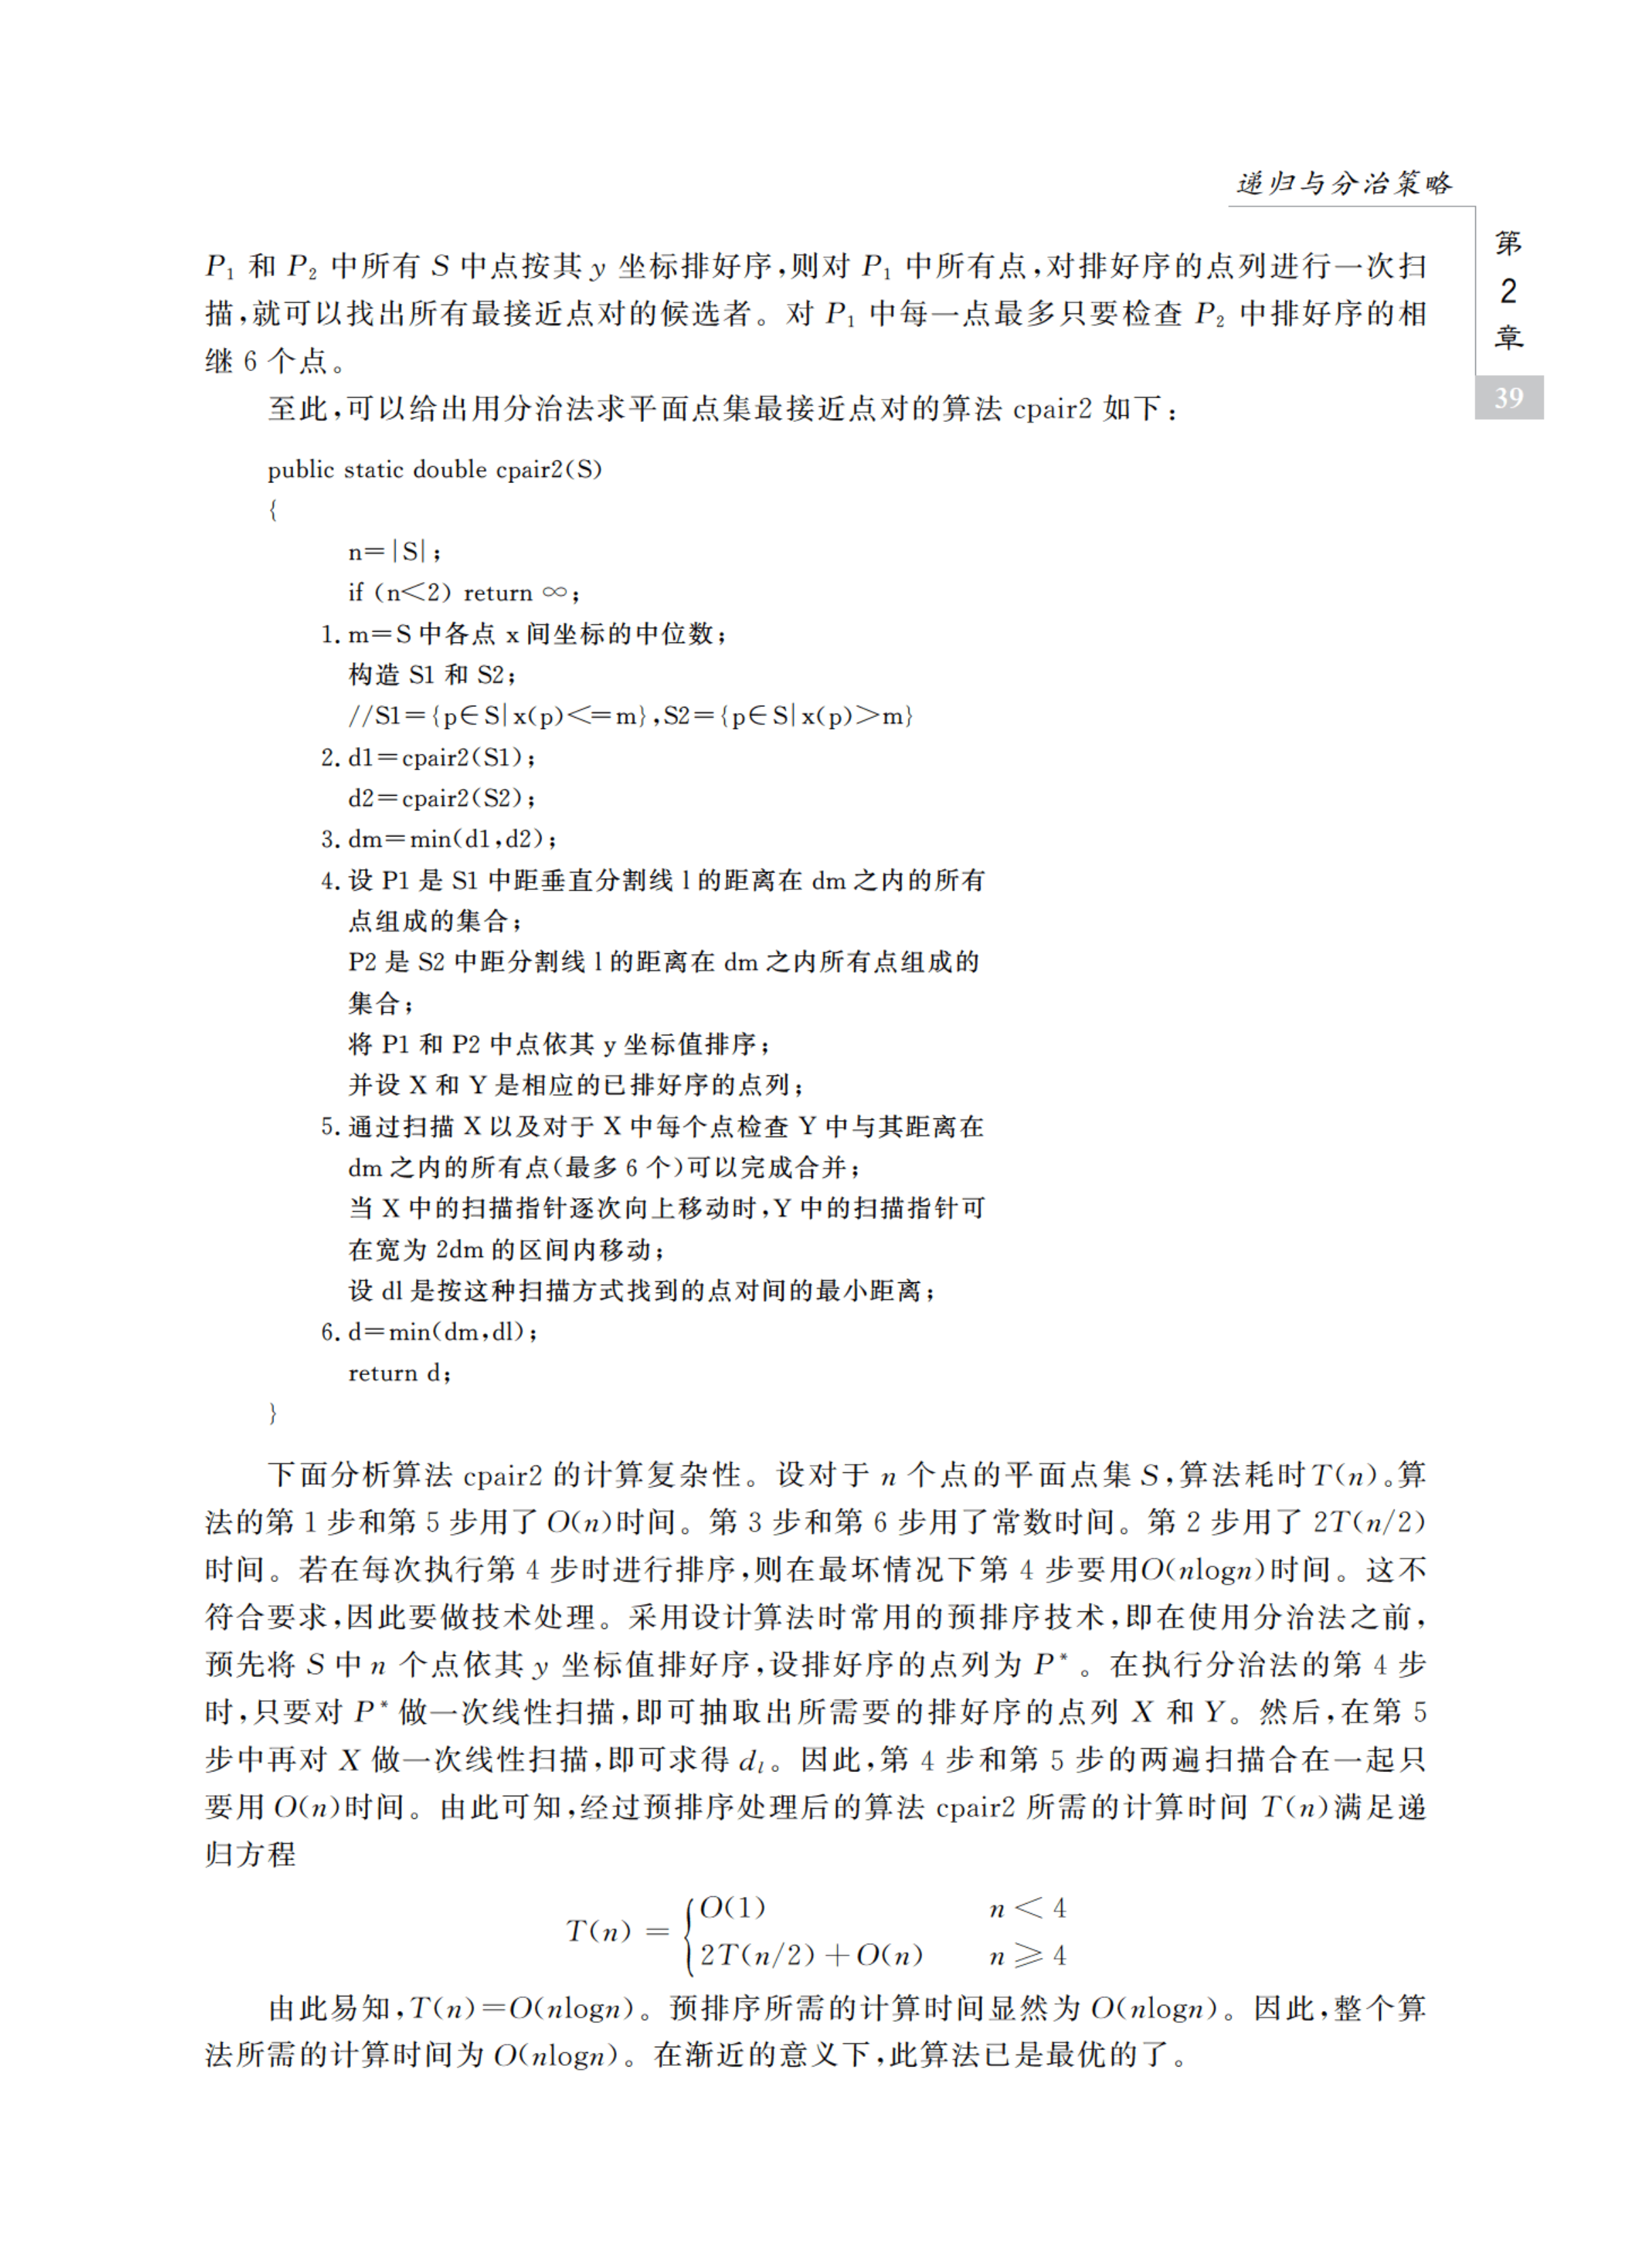 递归与分治策略
第
2
章
39
P₁ 和 P₂ 中所有 S 中点按其 y 坐标排好序,则对 P₁ 中所有点,对排好序的点列进行一次扫
描,就可以找出所有最接近点对的候选者。对 P₁ 中每一点最多只要检查 P₂ 中排好序的相
继 6 个点。
至此,可以给出用分治法求平面点集最接近点对的算法 cpair2 如下:
public static double cpair2(S)
{
n=|S|;
if (n<2) return ∞;
1. m=S 中各点 x 间坐标的中位数;
构造 S1 和 S2;
//S1={p∈S|x(p)<=m},S2={p∈S|x(p)>m}
2. d1=cpair2(S1);
d2=cpair2(S2);
3. dm=min(d1,d2);
4. 设 P1 是 S1 中距垂直分割线 l 的距离在 dm 之内的所有
点组成的集合;
P2 是 S2 中距分割线 l 的距离在 dm 之内所有点组成的
集合;
将 P1 和 P2 中点依其 y 坐标值排序;
并设 X 和 Y 是相应的已排好序的点列;
5. 通过扫描 X 以及对于 X 中每个点检查 Y 中与其距离在
dm 之内的所有点(最多 6 个)可以完成合并;
当 X 中的扫描指针逐次向上移动时,Y 中的扫描指针可
在宽为 2dm 的区间内移动;
设 dl 是按这种扫描方式找到的点对间的最小距离;
6. d=min(dm,dl);
return d;
}
下面分析算法 cpair2 的计算复杂性。设对于 n 个点的平面点集 S,算法耗时 T(n)。算
法的第 1 步和第 5 步用了 O(n)时间。第 3 步和第 6 步用了常数时间。第 2 步用了 2T(n/2)
时间。若在每次执行第 4 步时进行排序,则在最坏情况下第 4 步要用O(nlogn)时间。这不
符合要求,因此要做技术处理。采用设计算法时常用的预排序技术,即在使用分治法之前,
预先将 S 中 n 个点依其 y 坐标值排好序,设排好序的点列为 P*。在执行分治法的第 4 步
时,只要对 P* 做一次线性扫描,即可抽取出所需要的排好序的点列 X 和 Y。然后,在第 5
步中再对 X 做一次线性扫描,即可求得 dₗ。因此,第 4 步和第 5 步的两遍扫描合在一起只
要用 O(n)时间。由此可知,经过预排序处理后的算法 cpair2 所需的计算时间 T(n)满足递
归方程
T(n) = { O(1) n < 4
2T(n/2)+O(n) n ⩾ 4
由此易知,T(n)=O(nlogn)。预排序所需的计算时间显然为 O(nlogn)。因此,整个算
法所需的计算时间为 O(nlogn)。在渐近的意义下,此算法已是最优的了。